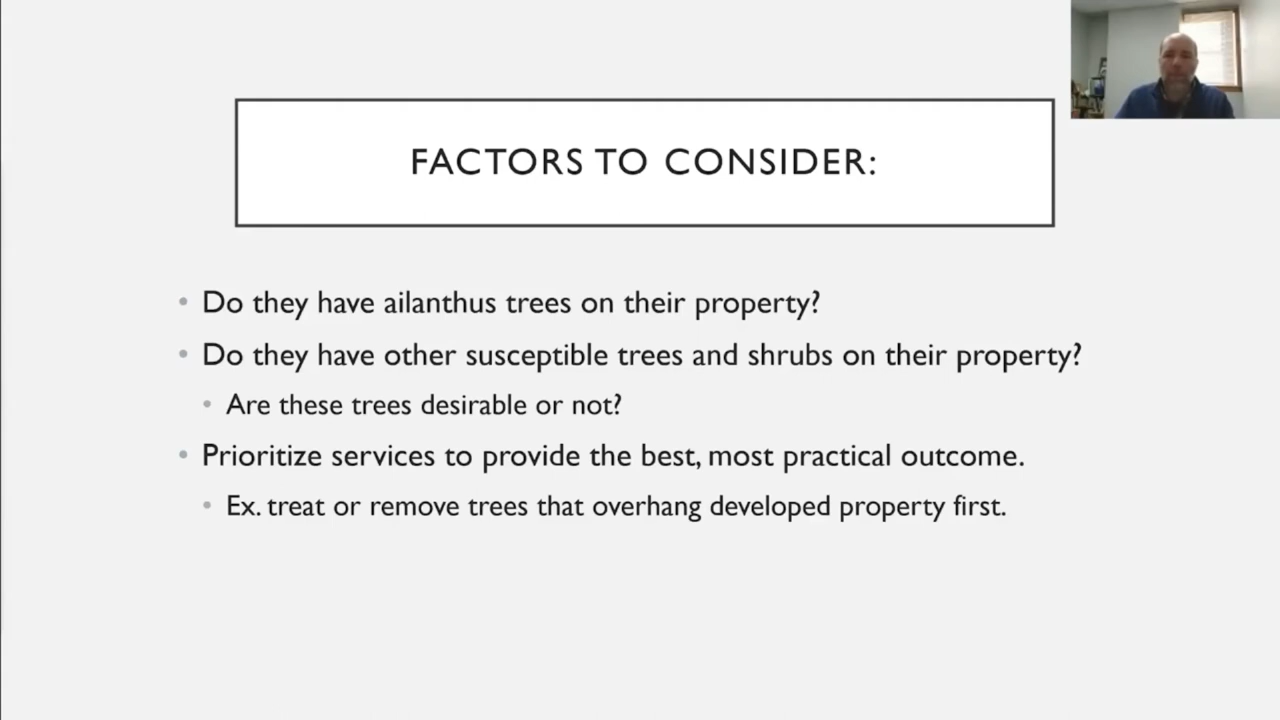 FACTORS TO CONSIDER:
• Do they have ailanthus trees on their property?
• Do they have other susceptible trees and shrubs on their property?
• Are these trees desirable or not?
• Prioritize services to provide the best, most practical outcome.
• Ex. treat or remove trees that overhang developed property first.